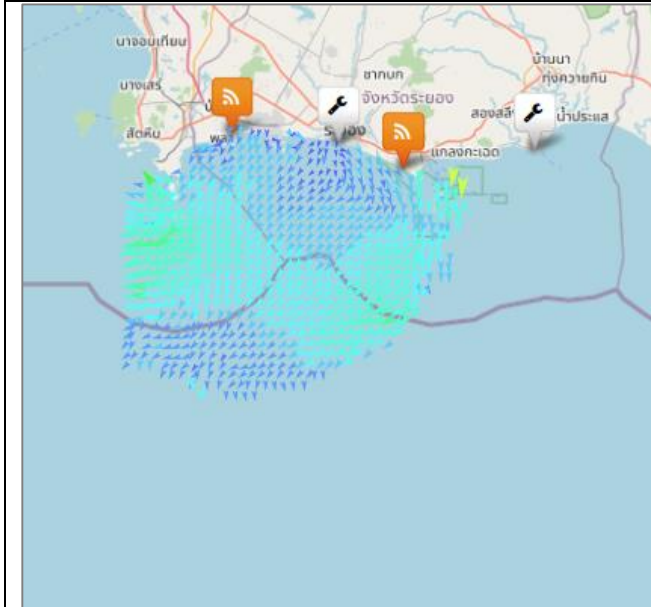 นาจอมเทียน
บ้านนา
ชากบก
ทุ่งควายกิน
บางเสร่
จังหวัดระยอง
น้ำประแส
สัตหีบ
แกลงกะเฉด